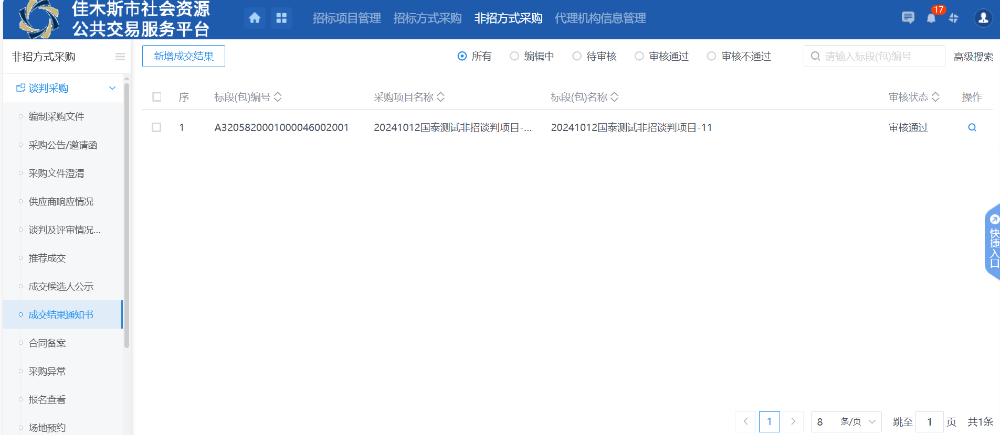 佳木斯市社会资源
公共交易服务平台
招标项目管理 招标方式采购 非招方式采购 代理机构信息管理
17
非招方式采购
新增成交结果
所有 编辑中 待审核 审核通过 审核不通过
请输入标段(包)编号
高级搜索
谈判采购
编制采购文件
采购公告/邀请函
采购文件澄清
供应商响应情况
谈判及评审情况...
推荐成交
成交候选人公示
成交结果通知书
合同备案
采购异常
报名查看
场地预约
序 标段(包)编号 采购项目名称 标段(包)名称 审核状态 操作
1 A3205820001000046002001 20241012国泰测试非招谈判项目-... 20241012国泰测试非招谈判项目-11 审核通过
快捷入口
1 8 条/页 跳至 1 页 共1条